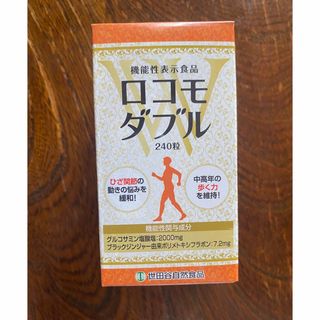 機能性表示食品
ロコモ
ダブル
240粒
ひざ関節の
動きの悩みを
緩和！
中高年の
歩く力
を維持！
機能性関与成分
グルコサミン塩酸塩：2000mg
ブラックジンジャー由来ポリメトキシフラボン：7.2mg
世田谷自然食品